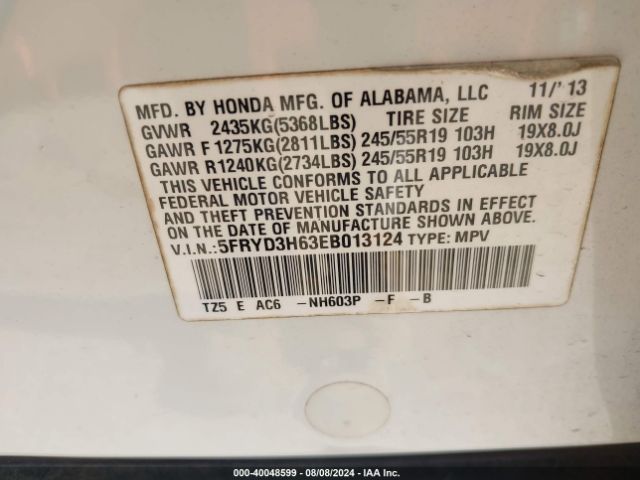 MFD. BY HONDA MFG. OF ALABAMA, LLC 11/' 13
GVWR 2435KG(5368LBS) TIRE SIZE RIM SIZE
GAWR F 1275KG(2811LBS) 245/55R19 103H 19X8.0J
GAWR R1240KG(2734LBS) 245/55R19 103H 19X8.0J
THIS VEHICLE CONFORMS TO ALL APPLICABLE
FEDERAL MOTOR VEHICLE SAFETY
AND THEFT PREVENTION STANDARDS IN EFFECT
ON THE DATE OF MANUFACTURE SHOWN ABOVE.
V.I.N.:5FRYD3H63EB013124 TYPE: MPV
TZ5 E AC6 -NH603P -F -B
000-40048599 - 08/08/2024 - IAA Inc.